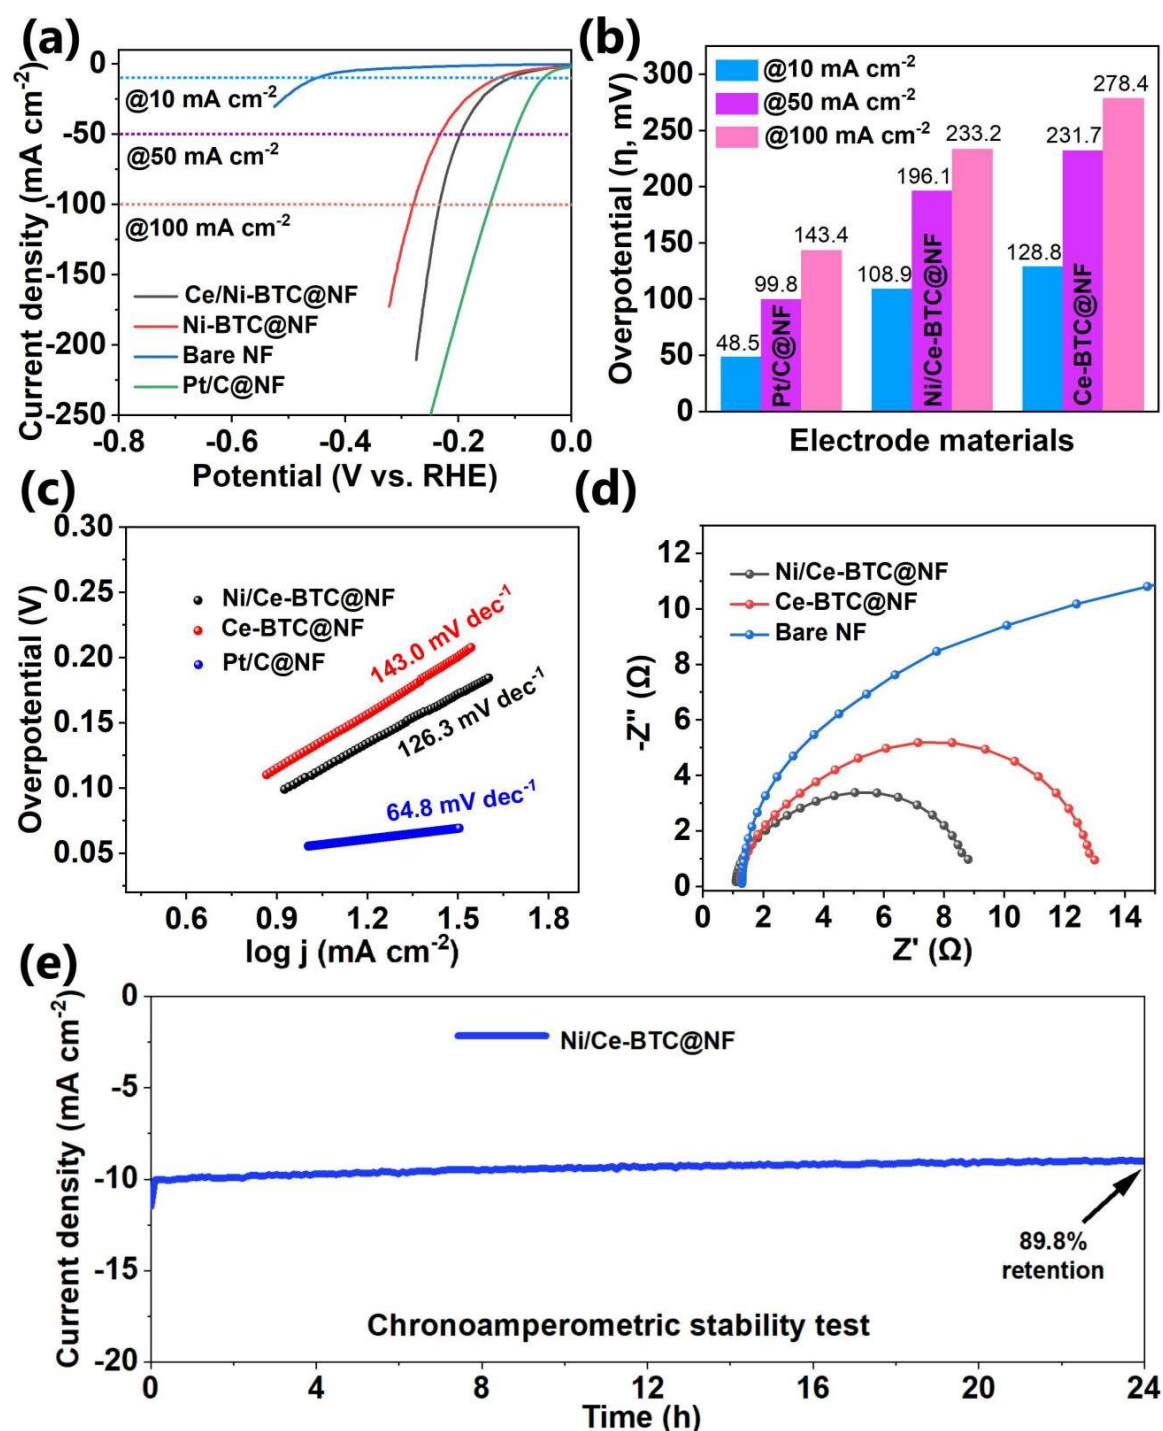 (a)
Current density (mA cm⁻²)
0
-50
-100
-150
-200
-250
@10 mA cm⁻²
@50 mA cm⁻²
@100 mA cm⁻²
Ce/Ni-BTC@NF
Ni-BTC@NF
Bare NF
Pt/C@NF
-0.8
-0.6
-0.4
-0.2
0.0
Potential (V vs. RHE)
(b)
Overpotential (η, mV)
300
250
200
150
100
50
0
@10 mA cm⁻²
@50 mA cm⁻²
@100 mA cm⁻²
48.5
99.8
143.4
108.9
196.1
233.2
128.8
231.7
278.4
Pt/C@NF
Ni/Ce-BTC@NF
Ce-BTC@NF
Electrode materials
(c)
Overpotential (V)
0.30
0.25
0.20
0.15
0.10
0.05
Ni/Ce-BTC@NF
Ce-BTC@NF
Pt/C@NF
143.0 mV dec⁻¹
126.3 mV dec⁻¹
64.8 mV dec⁻¹
0.6
0.9
1.2
1.5
1.8
log j (mA cm⁻²)
(d)
-Z" (Ω)
12
10
8
6
4
2
0
Ni/Ce-BTC@NF
Ce-BTC@NF
Bare NF
0
2
4
6
8
10
12
14
Z' (Ω)
(e)
Current density (mA cm⁻²)
0
-5
-10
-15
-20
Ni/Ce-BTC@NF
89.8%
retention
Chronoamperometric stability test
0
4
8
12
16
20
24
Time (h)